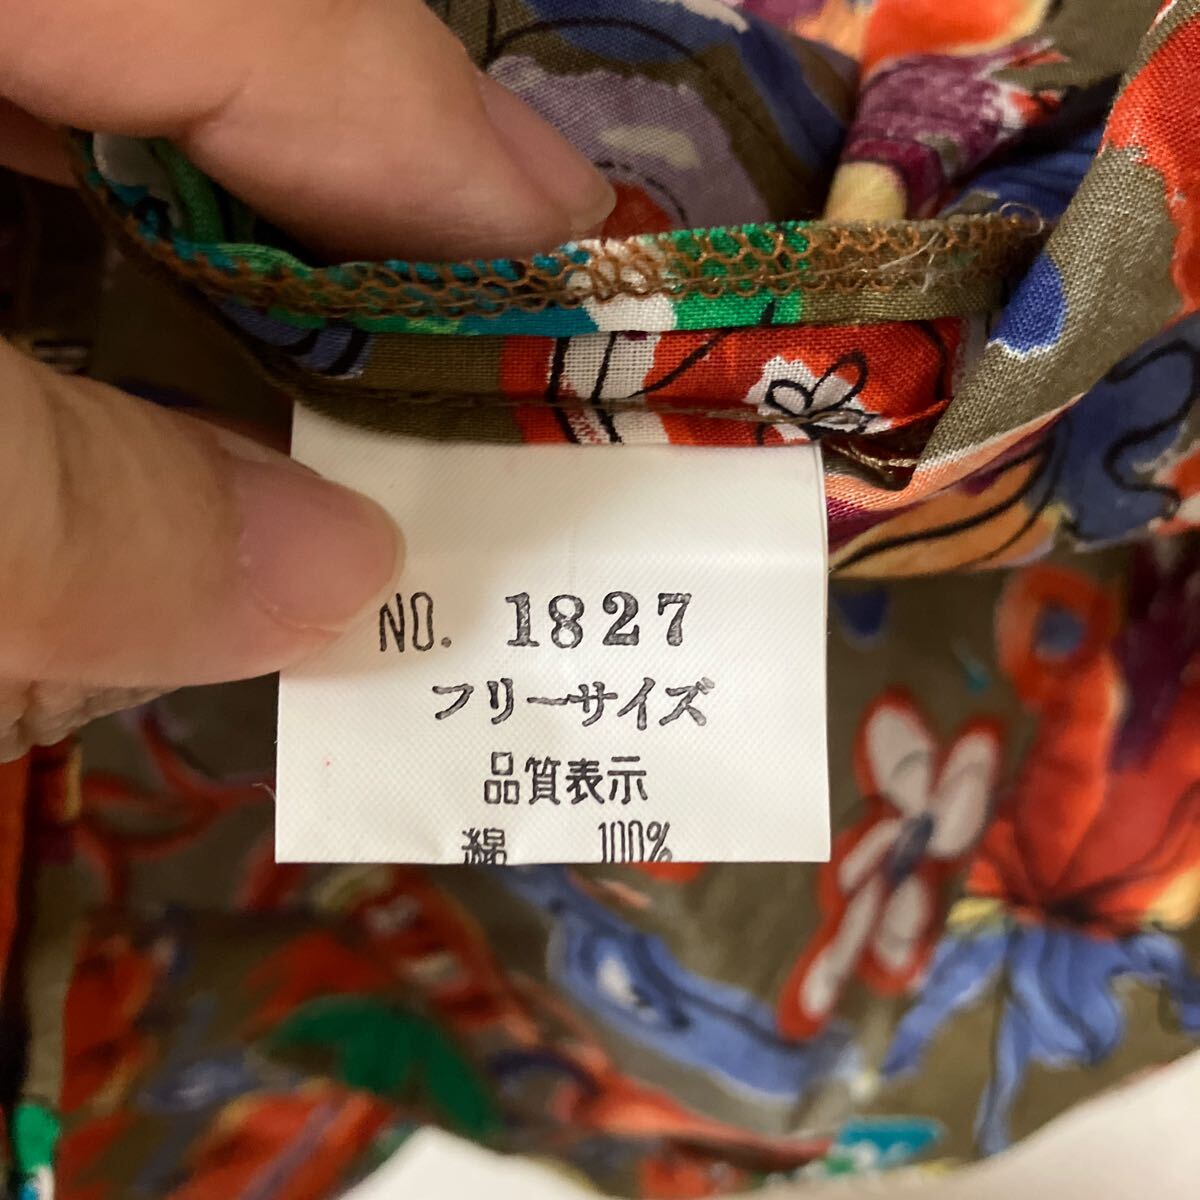 NO. 1827
フリーサイズ
品質表示
綿 100%